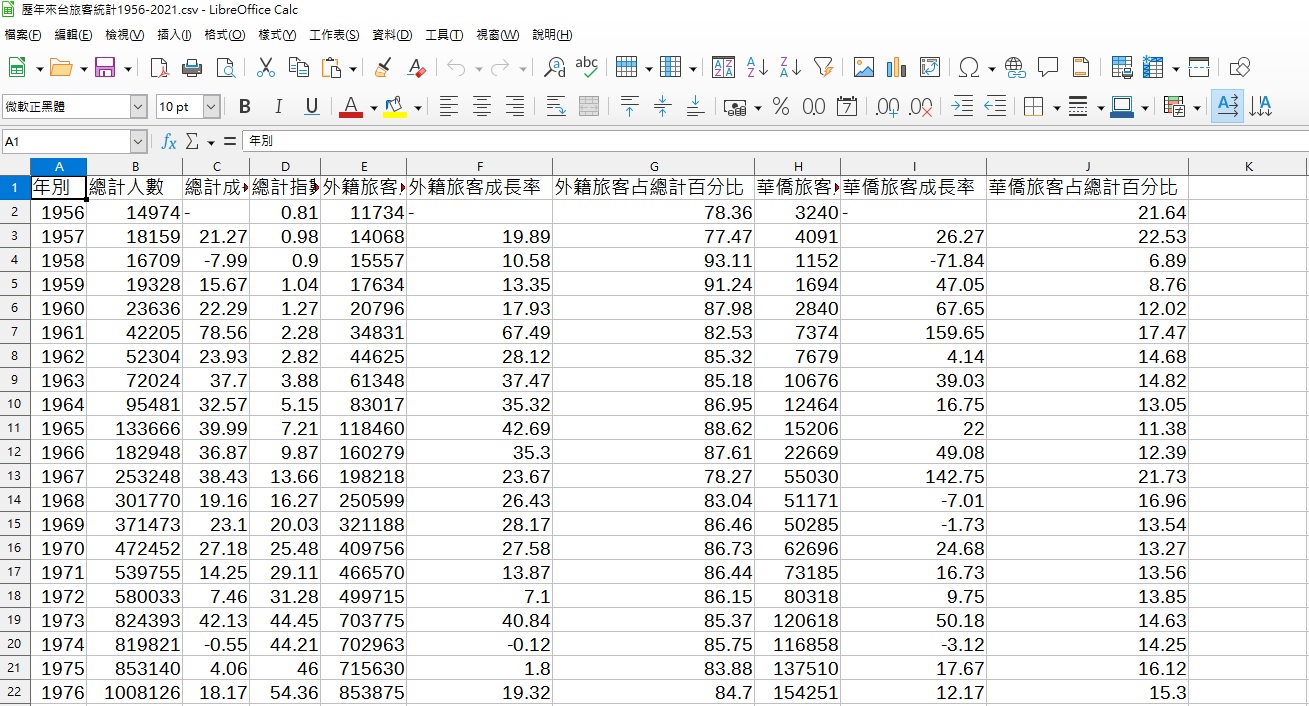 歷年來台旅客統計1956-2021.csv - LibreOffice Calc
檔案(F) 編輯(E) 檢視(V) 插入(I) 格式(O) 樣式(Y) 工作表(S) 資料(D) 工具(T) 視窗(W) 說明(H)
abc
微軟正黑體 10 pt B I U A % 0.0 7 .00 .00
A1 fx Σ = 年別
A B C D E F G H I J K
1 年別 總計人數 總計成 總計指 外籍旅客 外籍旅客成長率 外籍旅客占總計百分比 華僑旅客 華僑旅客成長率 華僑旅客占總計百分比
2 1956 14974 - 0.81 11734 - 78.36 3240 - 21.64
3 1957 18159 21.27 0.98 14068 19.89 77.47 4091 26.27 22.53
4 1958 16709 -7.99 0.9 15557 10.58 93.11 1152 -71.84 6.89
5 1959 19328 15.67 1.04 17634 13.35 91.24 1694 47.05 8.76
6 1960 23636 22.29 1.27 20796 17.93 87.98 2840 67.65 12.02
7 1961 42205 78.56 2.28 34831 67.49 82.53 7374 159.65 17.47
8 1962 52304 23.93 2.82 44625 28.12 85.32 7679 4.14 14.68
9 1963 72024 37.7 3.88 61348 37.47 85.18 10676 39.03 14.82
10 1964 95481 32.57 5.15 83017 35.32 86.95 12464 16.75 13.05
11 1965 133666 39.99 7.21 118460 42.69 88.62 15206 22 11.38
12 1966 182948 36.87 9.87 160279 35.3 87.61 22669 49.08 12.39
13 1967 253248 38.43 13.66 198218 23.67 78.27 55030 142.75 21.73
14 1968 301770 19.16 16.27 250599 26.43 83.04 51171 -7.01 16.96
15 1969 371473 23.1 20.03 321188 28.17 86.46 50285 -1.73 13.54
16 1970 472452 27.18 25.48 409756 27.58 86.73 62696 24.68 13.27
17 1971 539755 14.25 29.11 466570 13.87 86.44 73185 16.73 13.56
18 1972 580033 7.46 31.28 499715 7.1 86.15 80318 9.75 13.85
19 1973 824393 42.13 44.45 703775 40.84 85.37 120618 50.18 14.63
20 1974 819821 -0.55 44.21 702963 -0.12 85.75 116858 -3.12 14.25
21 1975 853140 4.06 46 715630 1.8 83.88 137510 17.67 16.12
22 1976 1008126 18.17 54.36 853875 19.32 84.7 154251 12.17 15.3